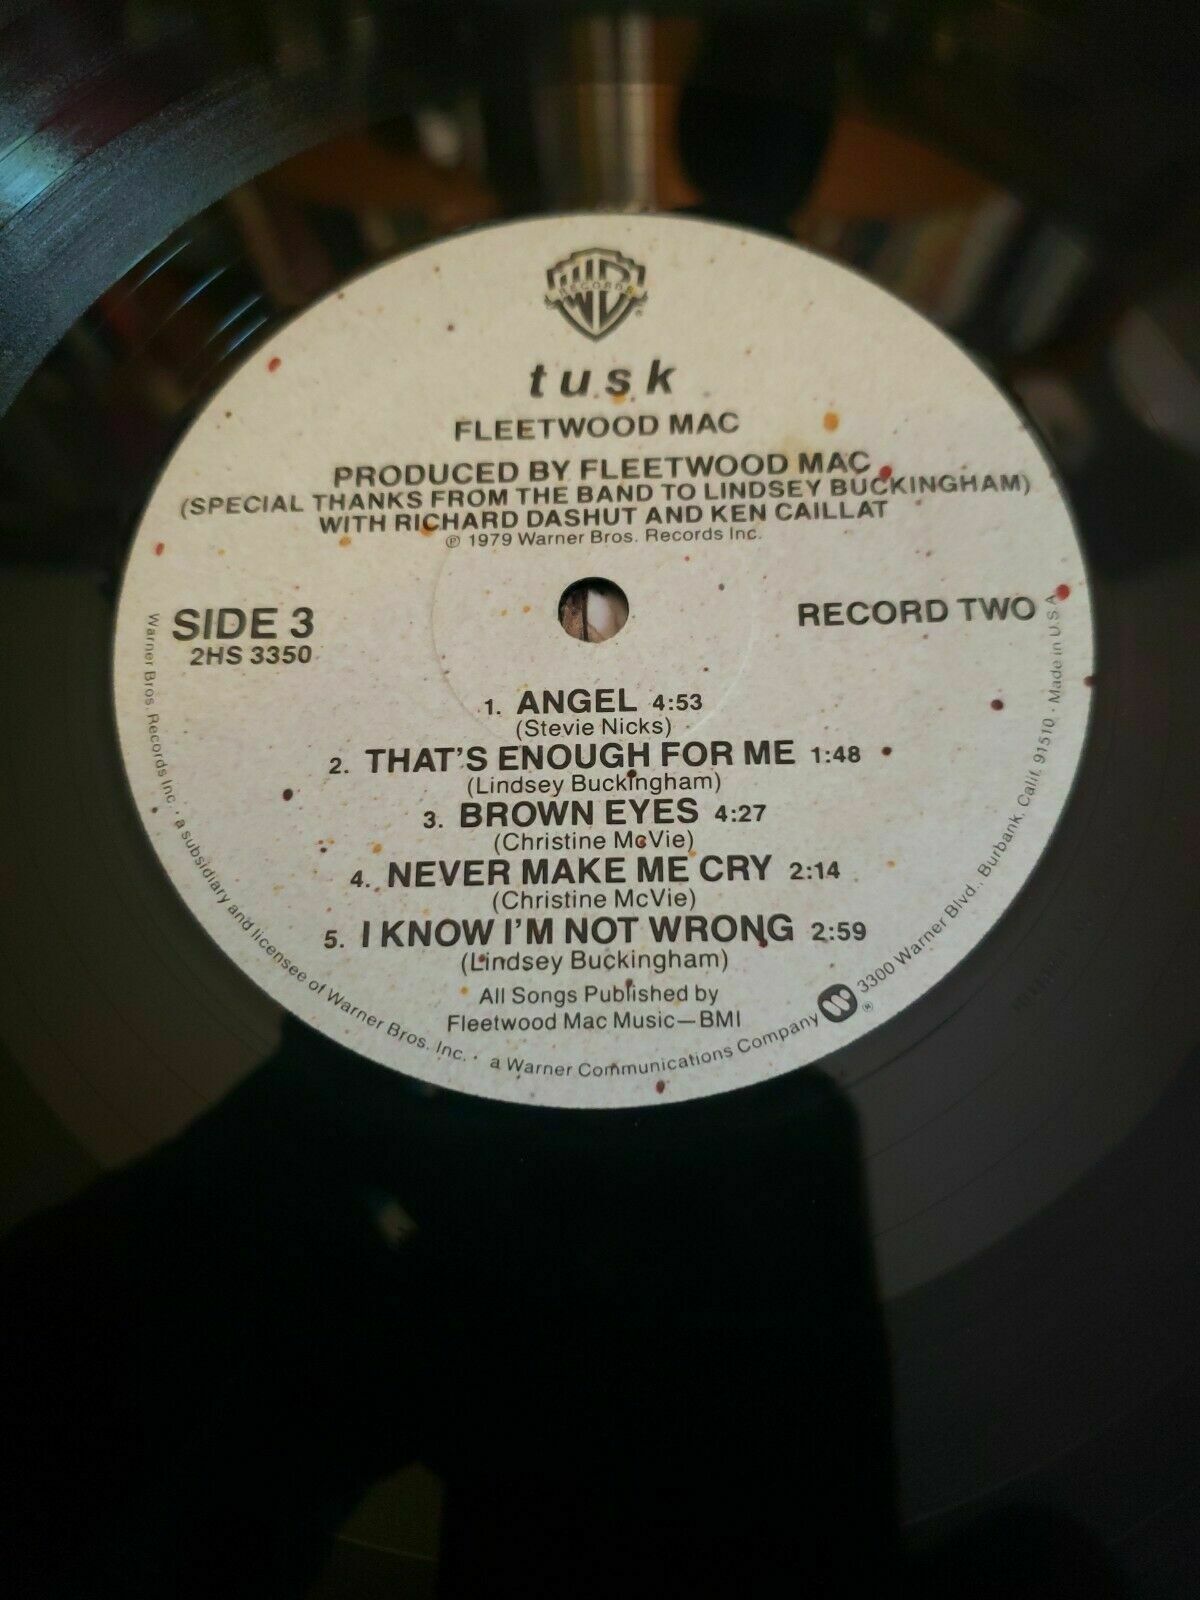 RECORDS
tusk
FLEETWOOD MAC
PRODUCED BY FLEETWOOD MAC
(SPECIAL THANKS FROM THE BAND TO LINDSEY BUCKINGHAM)
WITH RICHARD DASHUT AND KEN CAILLAT
℗ 1979 Warner Bros. Records Inc.
SIDE 3
2HS 3350
RECORD TWO
1. ANGEL 4:53
(Stevie Nicks)
2. THAT'S ENOUGH FOR ME 1:48
(Lindsey Buckingham)
3. BROWN EYES 4:27
(Christine McVie)
4. NEVER MAKE ME CRY 2:14
(Christine McVie)
5. I KNOW I'M NOT WRONG 2:59
(Lindsey Buckingham)
All Songs Published by
Fleetwood Mac Music—BMI
Warner Bros. Records Inc. · a subsidiary and licensee of Warner Bros. Inc. · a Warner Communications Company ® 3300 Warner Blvd., Burbank, Calif. 91510 · Made in U.S.A.